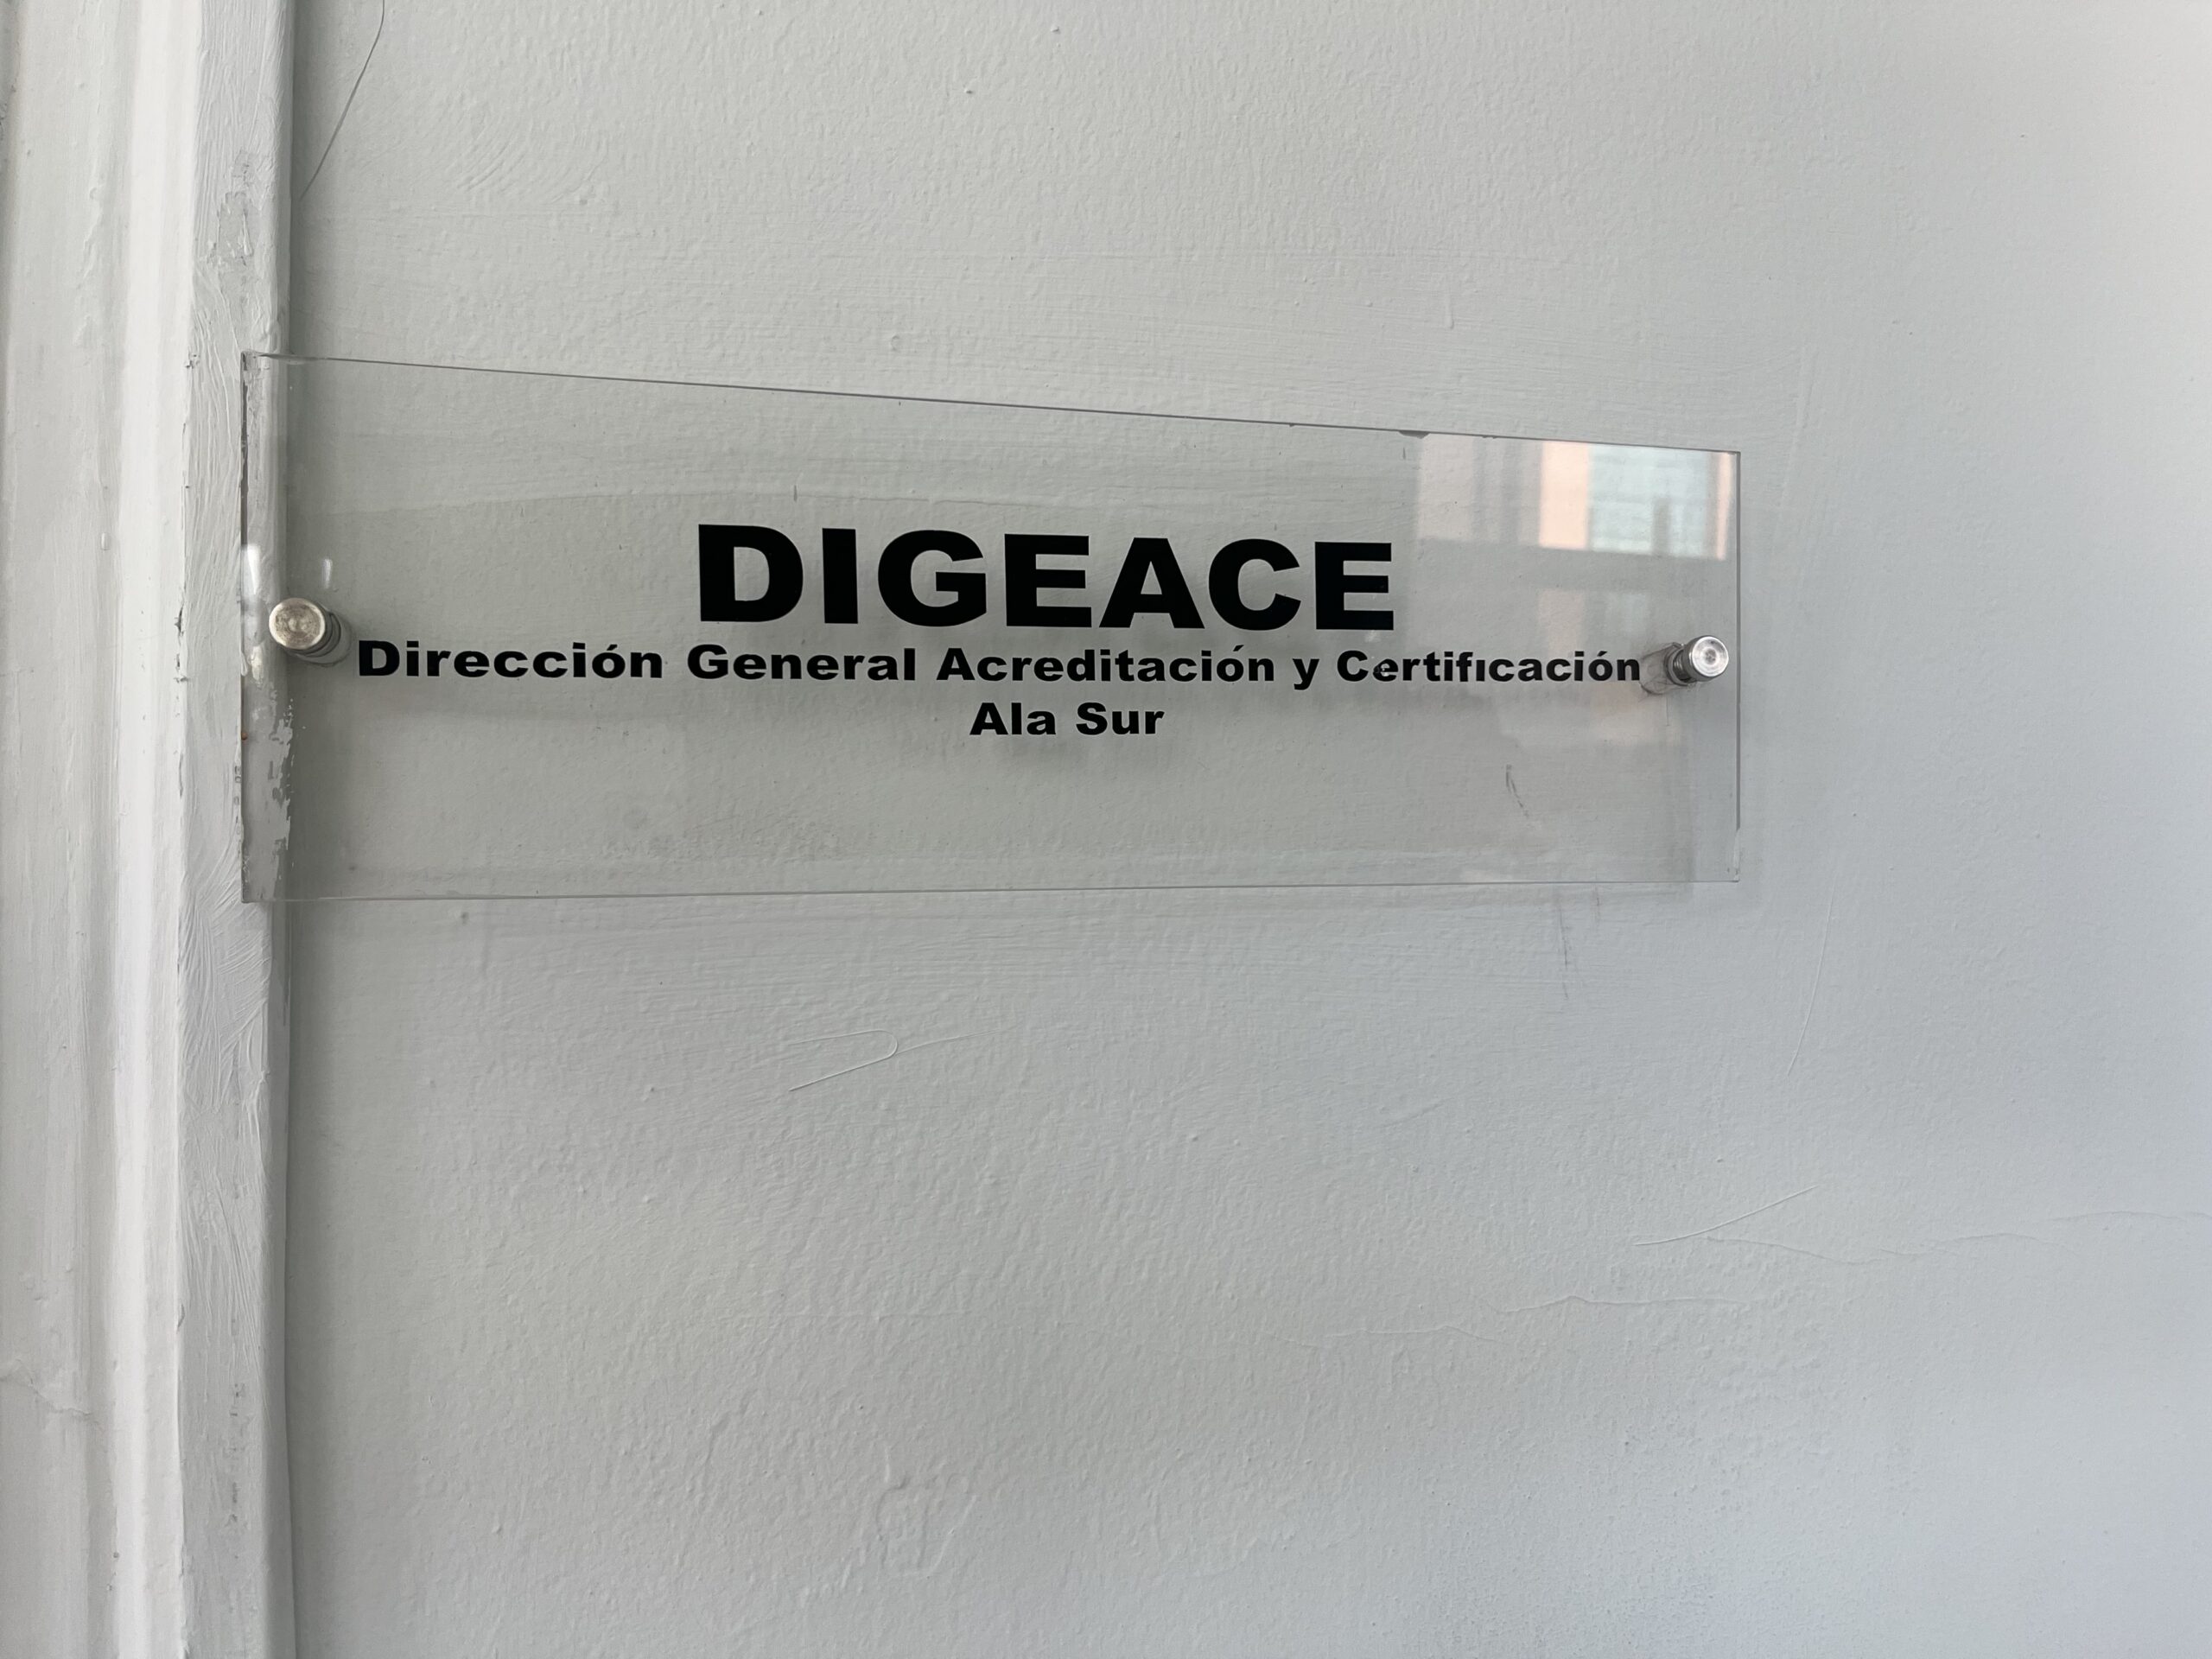 DIGEACE
Dirección General Acreditación y Certificación
Ala Sur